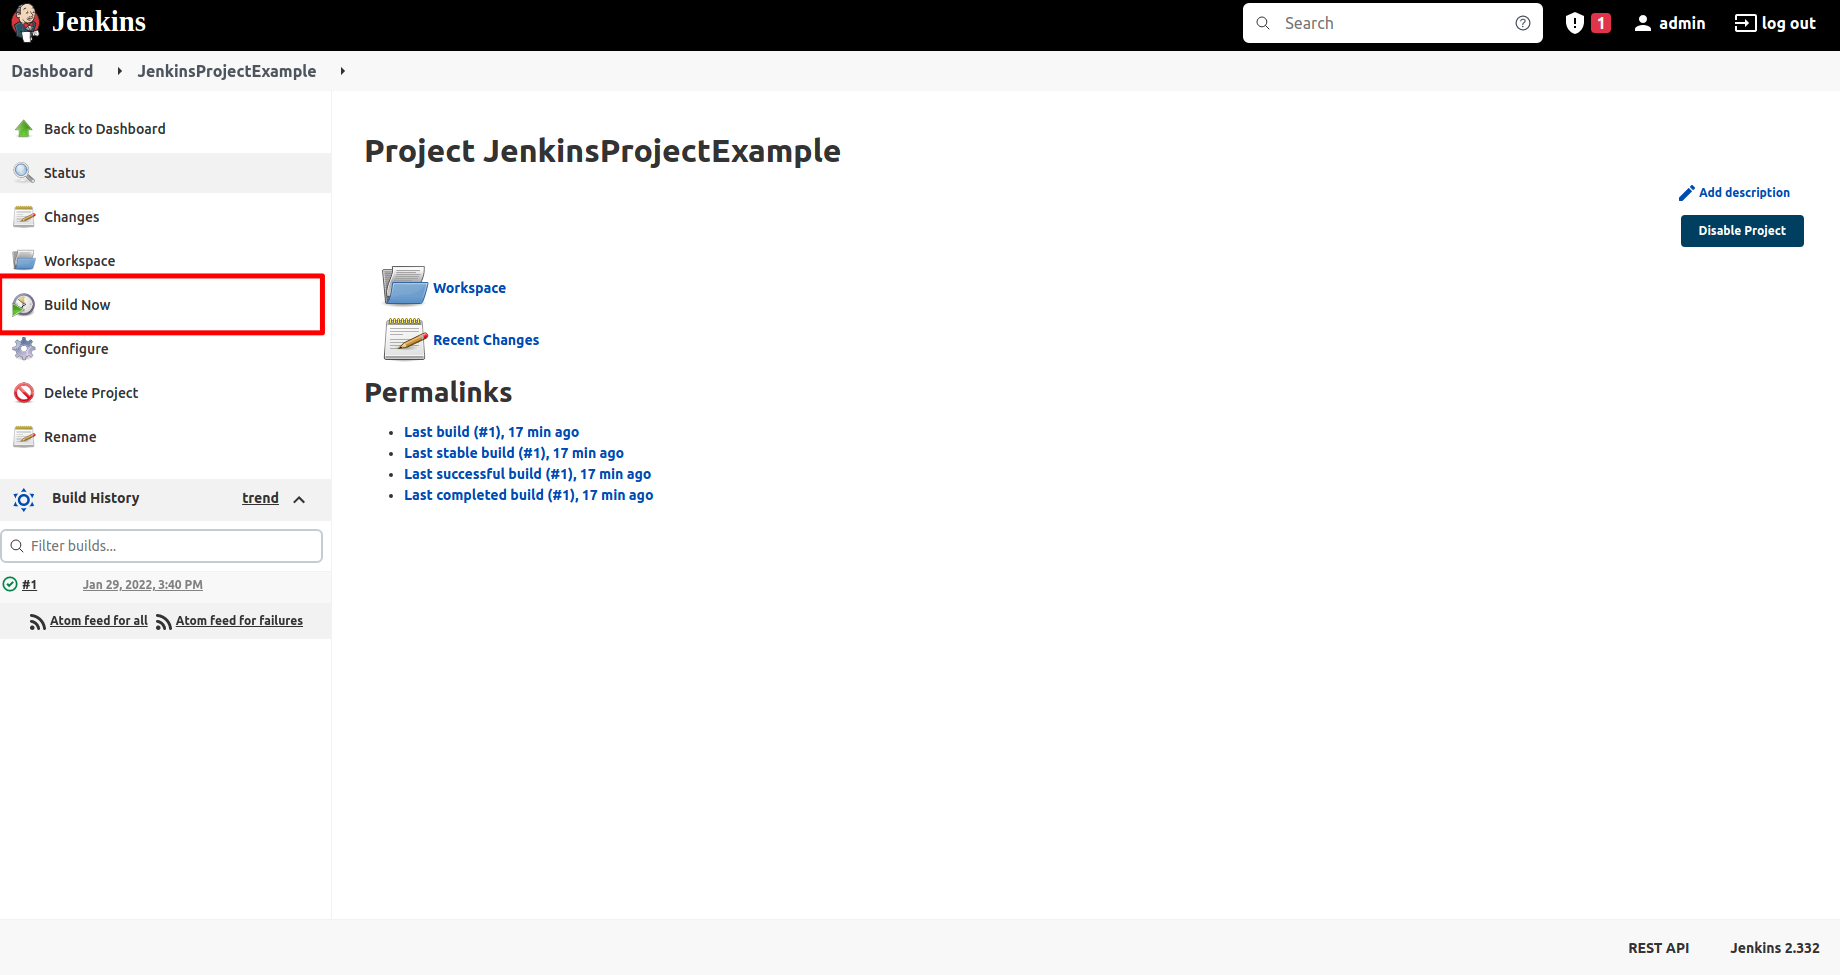 Jenkins
Search
1
admin
log out
Dashboard
JenkinsProjectExample
Back to Dashboard
Status
Changes
Workspace
Build Now
Configure
Delete Project
Rename
Build History
trend
Filter builds...
#1
Jan 29, 2022, 3:40 PM
Atom feed for all
Atom feed for failures
Project JenkinsProjectExample
Add description
Disable Project
Workspace
Recent Changes
Permalinks
Last build (#1), 17 min ago
Last stable build (#1), 17 min ago
Last successful build (#1), 17 min ago
Last completed build (#1), 17 min ago
REST API
Jenkins 2.332